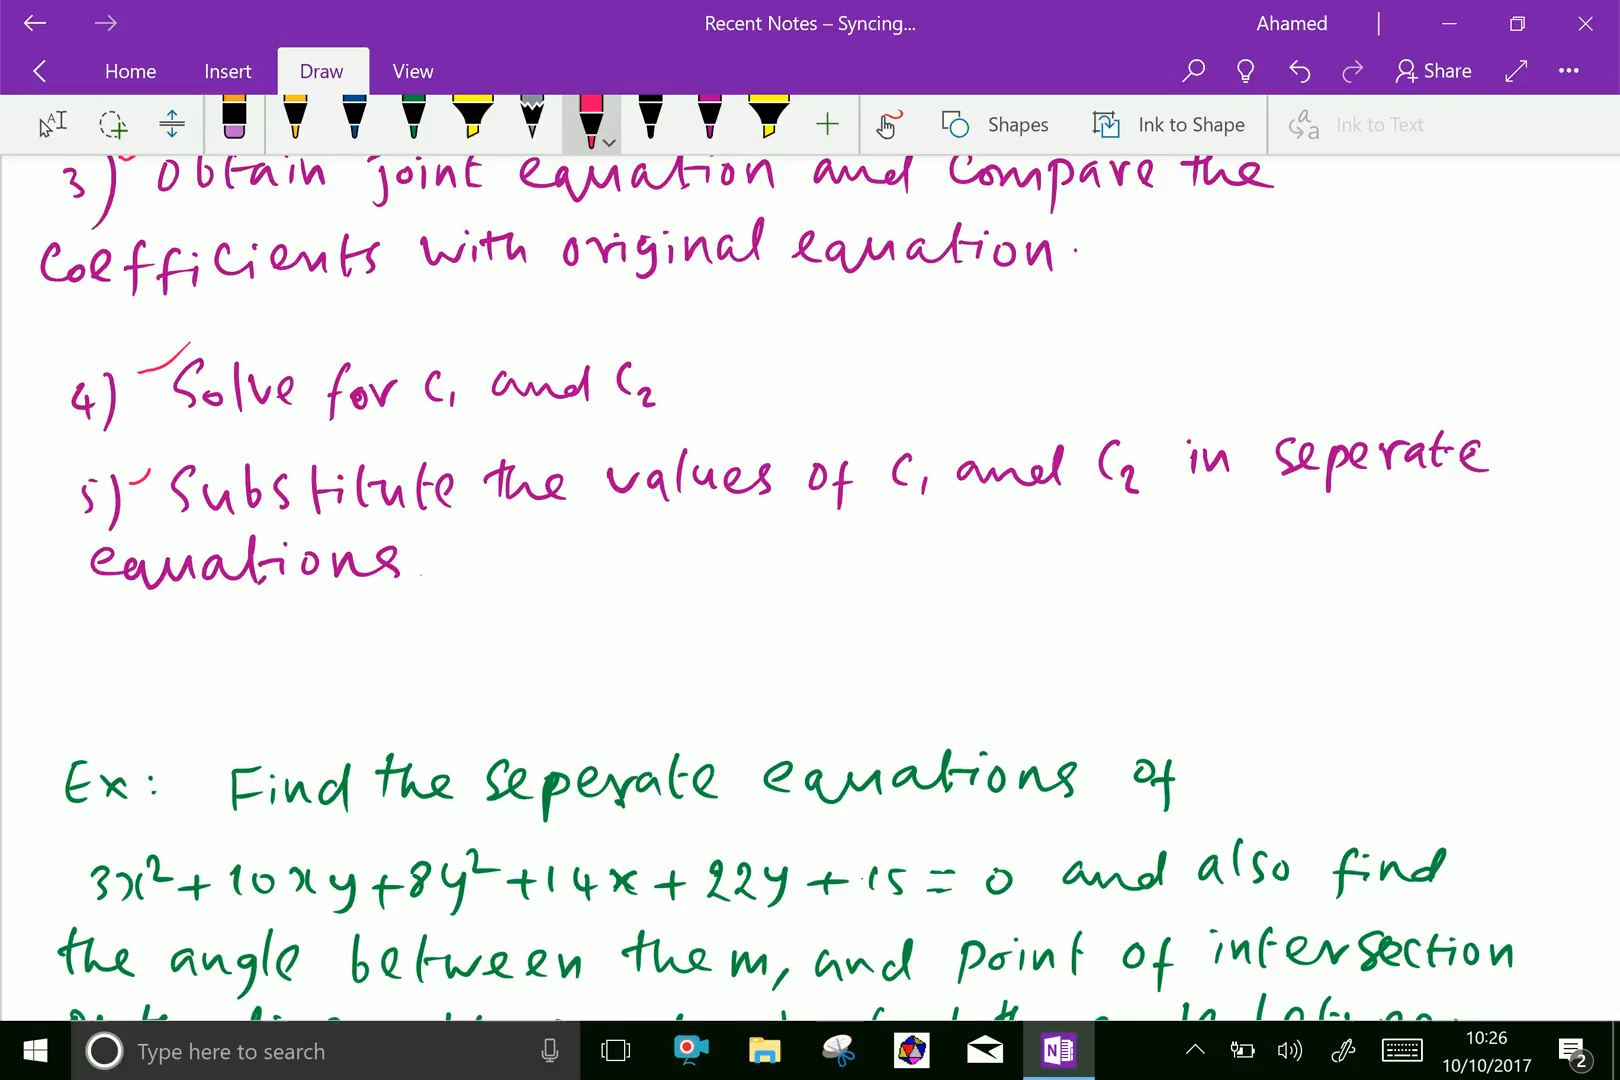 Recent Notes – Syncing...
Ahamed
Home Insert Draw View
Share
Shapes Ink to Shape Ink to Text
3) Obtain joint equation and compare the
coefficients with original equation.
4) Solve for C₁ and C₂
5) Substitute the values of C₁ and C₂ in seperate
equations.
Ex: Find the seperate equations of
3x²+10xy+8y²+14x+22y+15=0 and also find
the angle between them, and point of intersection
Type here to search
10:26
10/10/2017
2